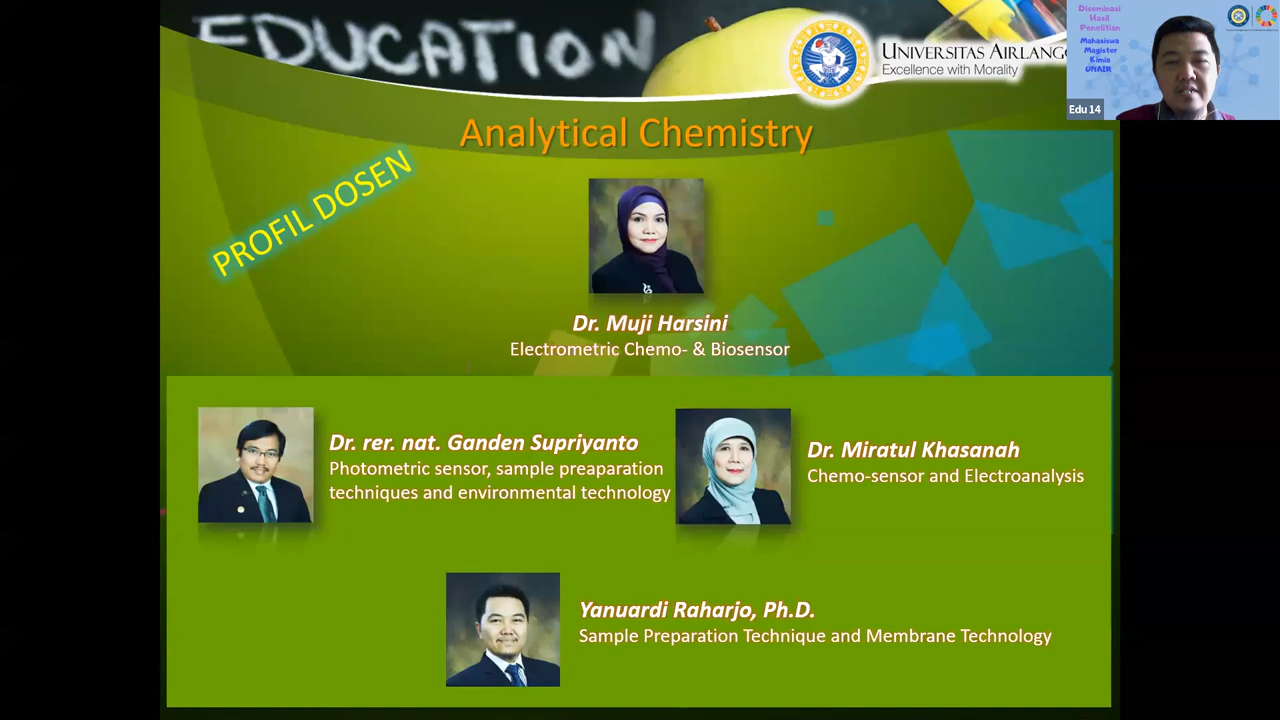 EDUCATION
UNIVERSITAS AIRLANG
Excellence with Morality
Diseminasi
Hasil
Penelitian
Mahasiswa
Magister
Kimia
UNAIR
Edu 14
Analytical Chemistry
PROFIL DOSEN
Dr. Muji Harsini
Electrometric Chemo- & Biosensor
Dr. rer. nat. Ganden Supriyanto
Photometric sensor, sample preaparation
techniques and environmental technology
Dr. Miratul Khasanah
Chemo-sensor and Electroanalysis
Yanuardi Raharjo, Ph.D.
Sample Preparation Technique and Membrane Technology